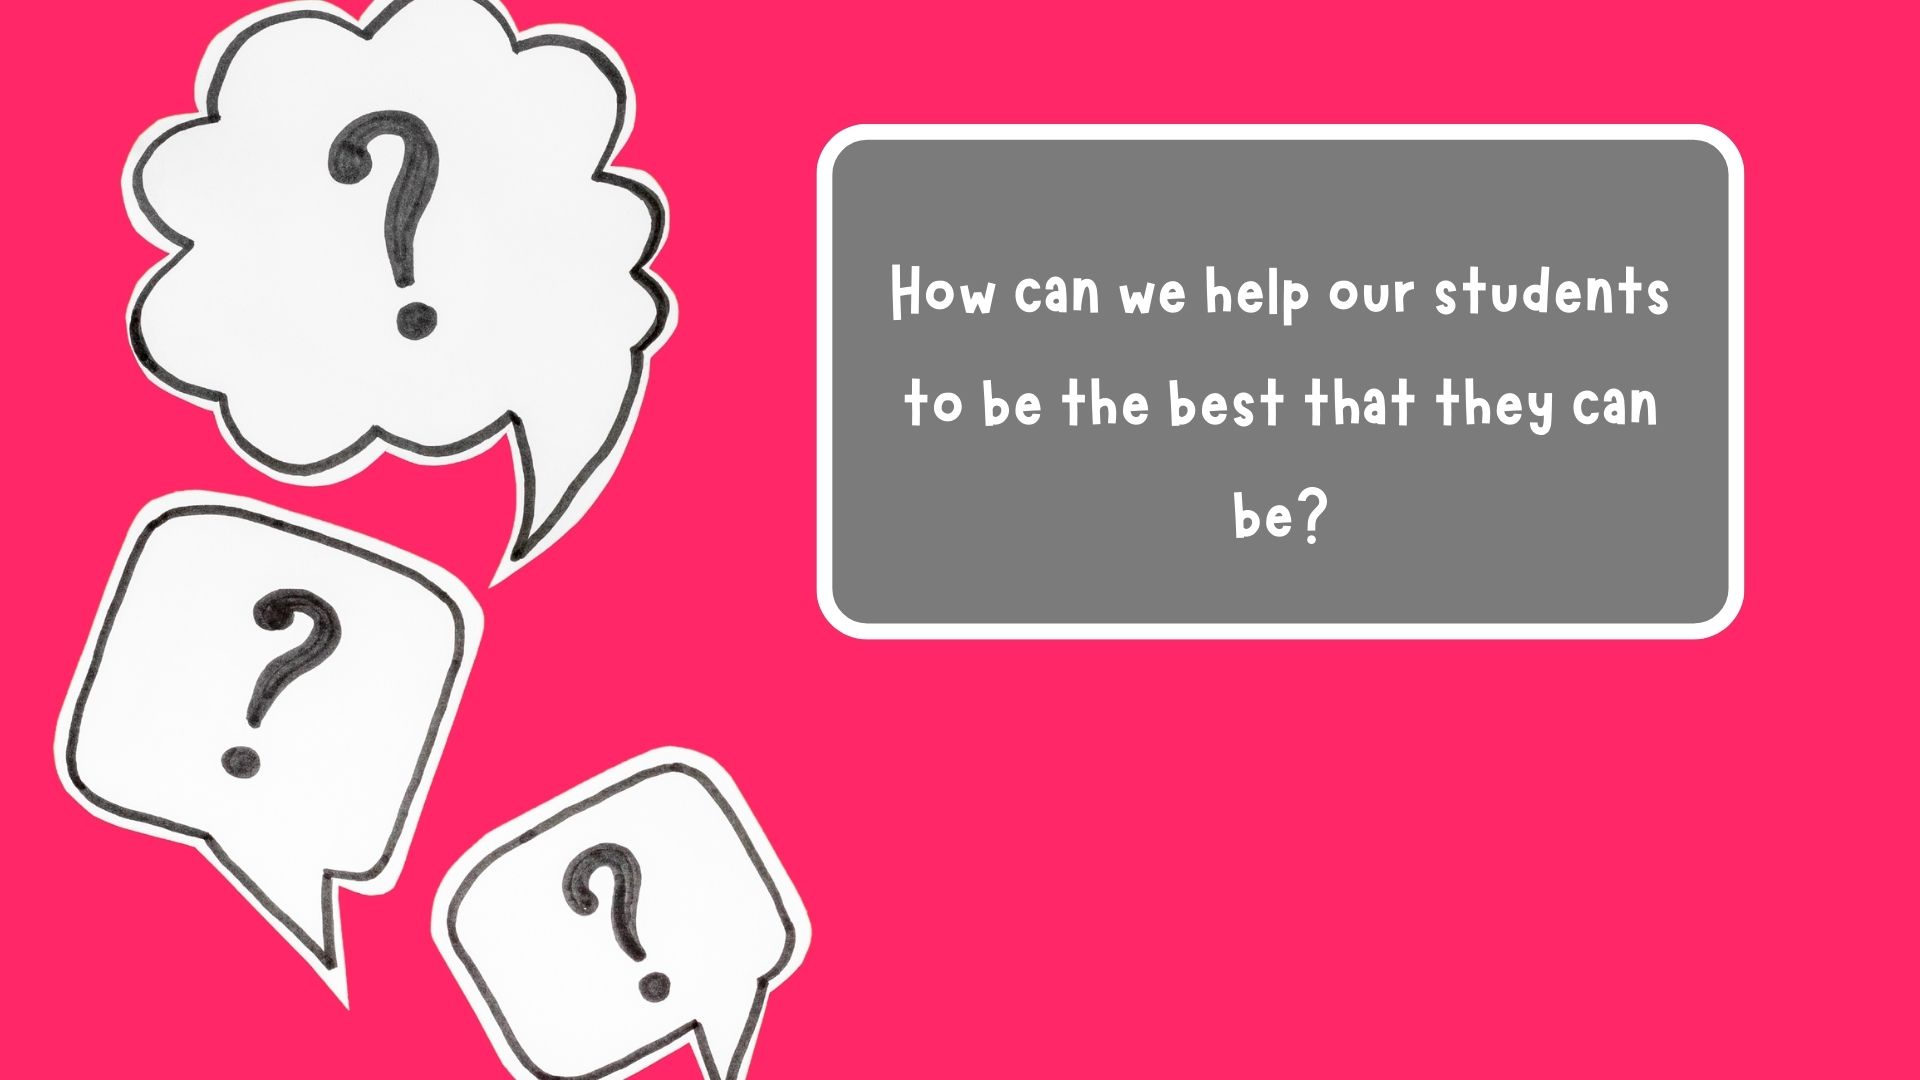 ?
?
?
How can we help our students
to be the best that they can
be?